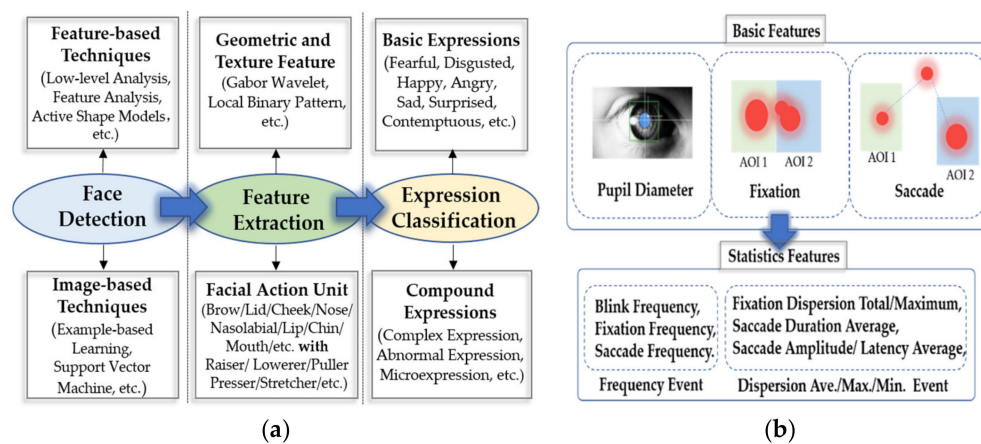 Feature-based
Techniques
(Low-level Analysis,
Feature Analysis,
Active Shape Models,
etc.)
Geometric and
Texture Feature
(Gabor Wavelet,
Local Binary Pattern,
etc.)
Basic Expressions
(Fearful, Disgusted,
Happy, Angry,
Sad, Surprised,
Contemptuous, etc.)
Face
Detection
Feature
Extraction
Expression
Classification
Image-based
Techniques
(Example-based
Learning,
Support Vector
Machine, etc.)
Facial Action Unit
(Brow/Lid/Cheek/Nose/
Nasolabial/Lip/Chin/
Mouth/etc. with
Raiser/ Lowerer/Puller
Presser/Stretcher/etc.)
Compound
Expressions
(Complex Expression,
Abnormal Expression,
Microexpression, etc.)
(a)
Basic Features
Pupil Diameter
AOI 1
AOI 2
Fixation
AOI 1
AOI 2
Saccade
Statistics Features
Blink Frequency,
Fixation Frequency,
Saccade Frequency.
Frequency Event
Fixation Dispersion Total/Maximum,
Saccade Duration Average,
Saccade Amplitude/ Latency Average,
Dispersion Ave./Max./Min. Event
(b)